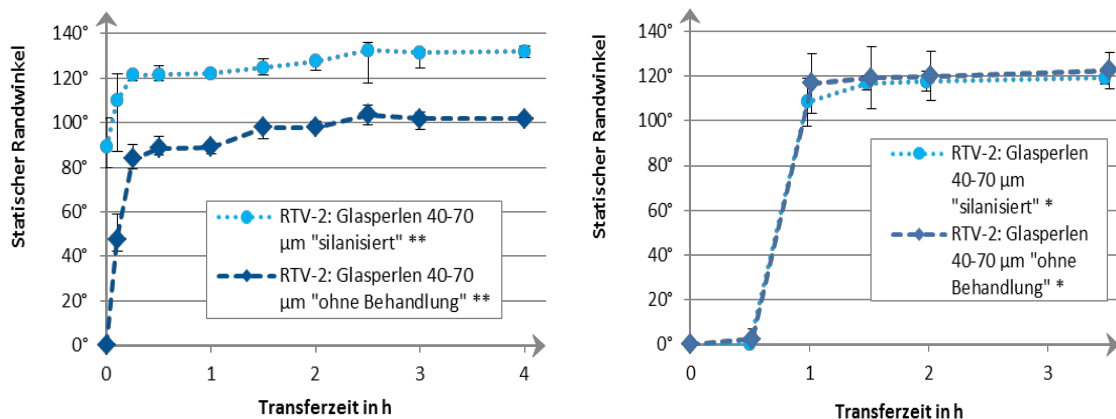 Statischer Randwinkel
140°
120°
100°
80°
60°
40°
20°
0°
RTV-2: Glasperlen 40-70
µm "silanisiert" **
RTV-2: Glasperlen 40-70
µm "ohne Behandlung" **
0 1 2 3 4
Transferzeit in h
Statischer Randwinkel
140°
120°
100°
80°
60°
40°
20°
0°
RTV-2: Glasperlen
40-70 µm
"silanisiert" *
RTV-2: Glasperlen
40-70 µm "ohne
Behandlung" *
0 1 2 3
Transferzeit in h